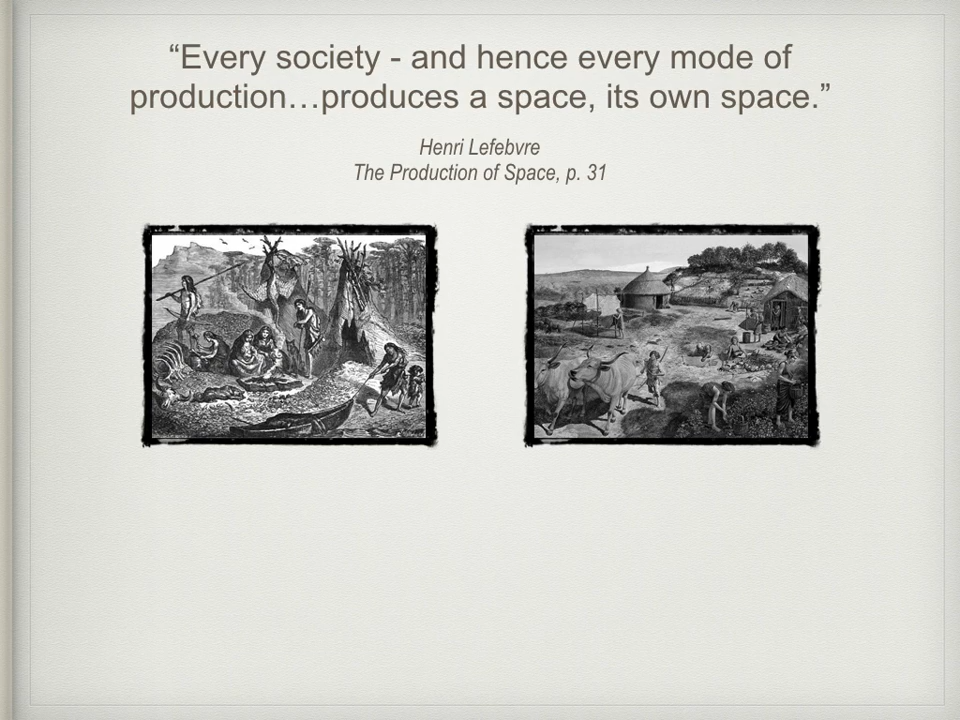 “Every society - and hence every mode of
production…produces a space, its own space.”
Henri Lefebvre
The Production of Space, p. 31